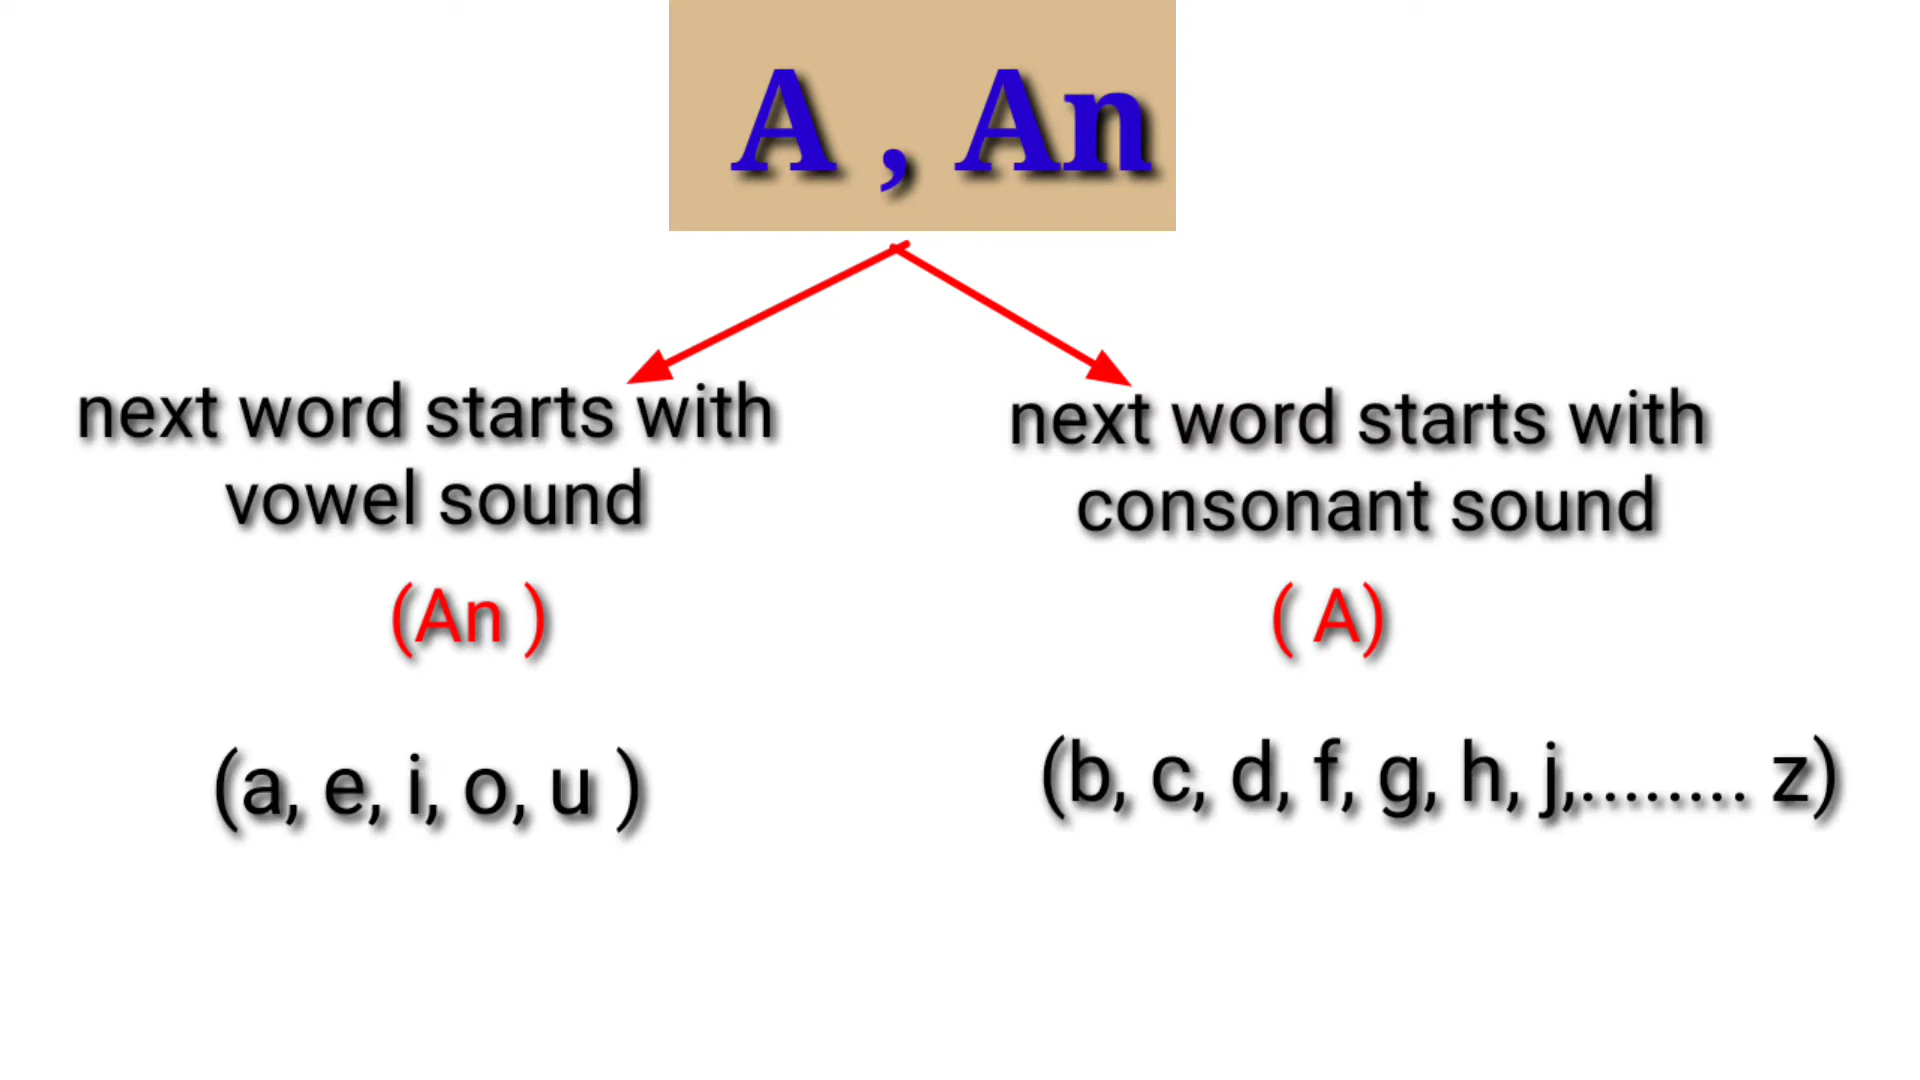 A , An
next word starts with
vowel sound
(An )
(a, e, i, o, u )
next word starts with
consonant sound
( A)
(b, c, d, f, g, h, j,........ z)